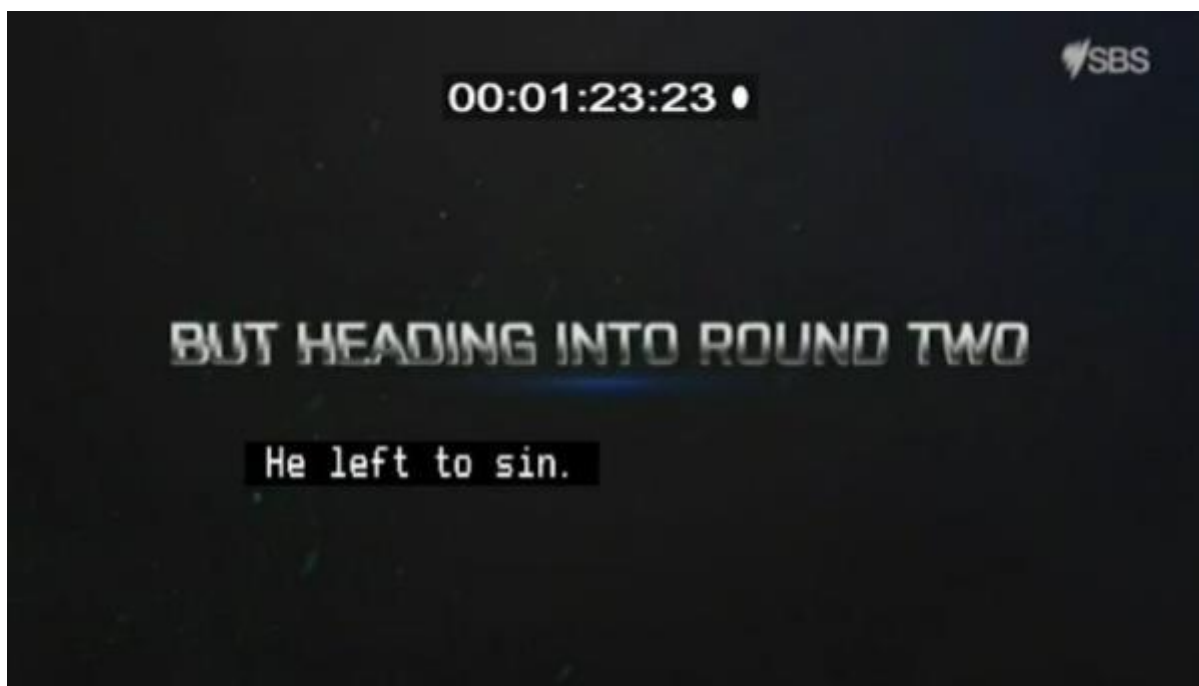 SBS
00:01:23:23
BUT HEADING INTO ROUND TWO
He left to sin.